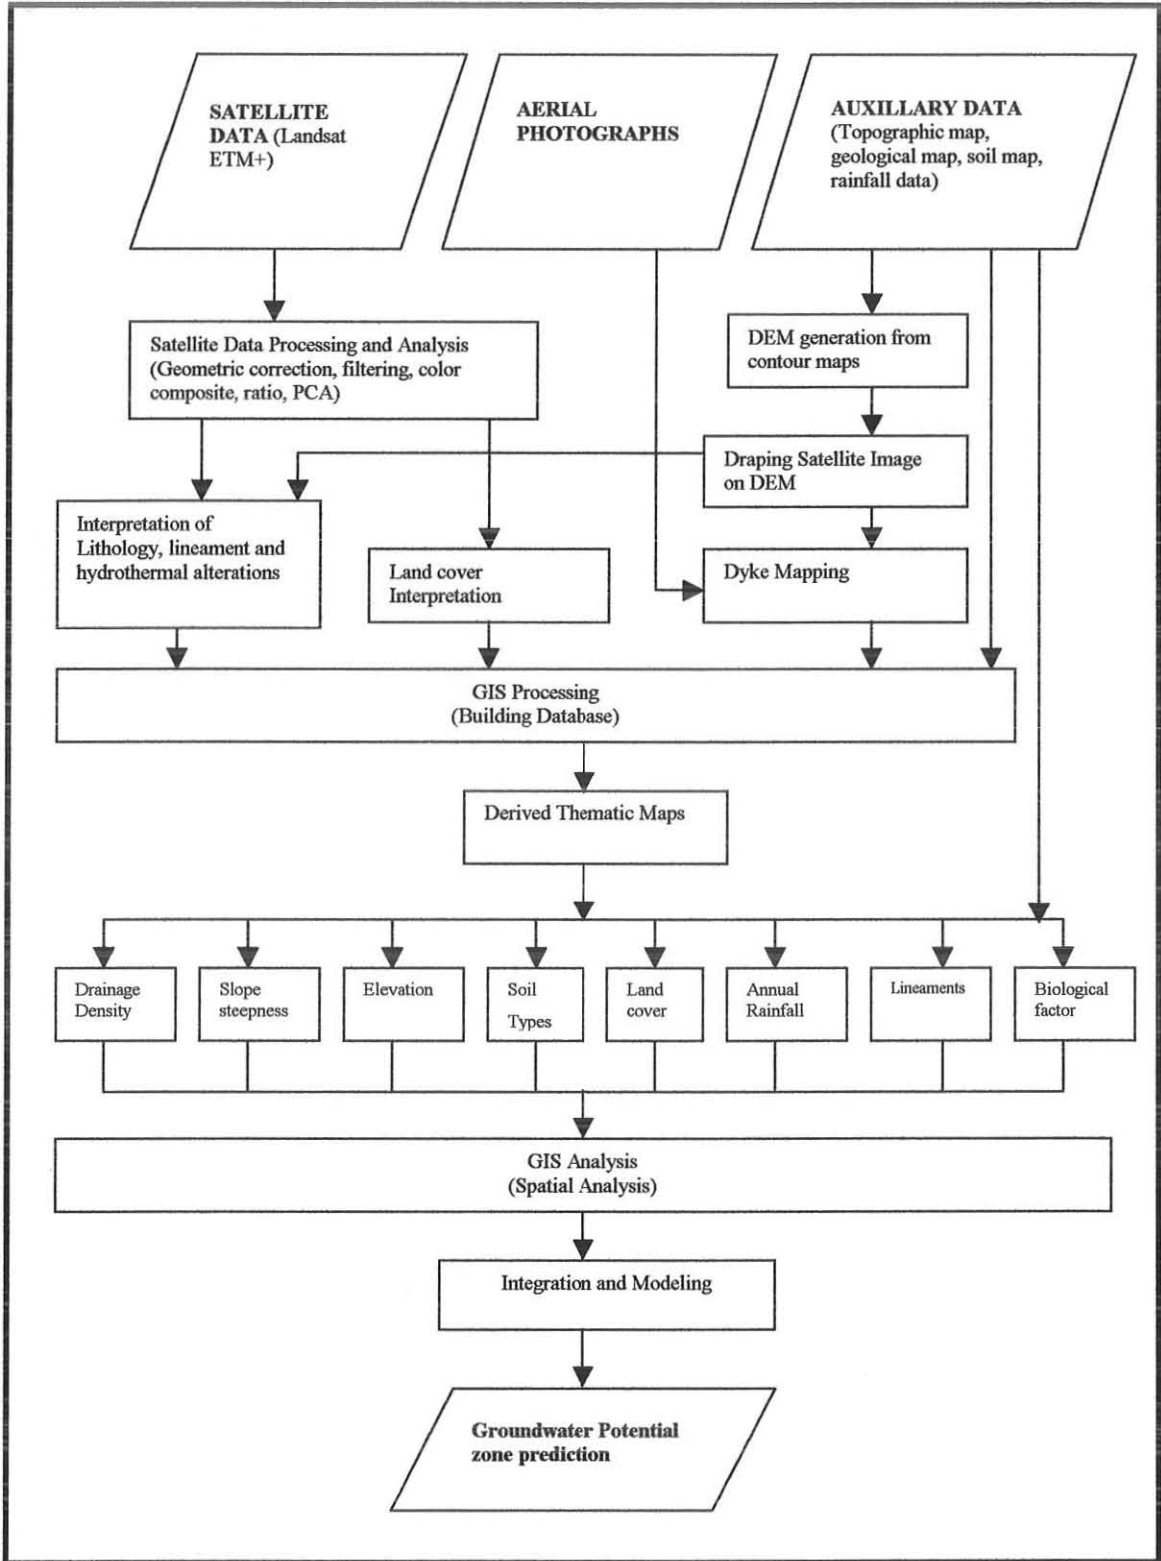 SATELLITE
DATA (Landsat
ETM+)
AERIAL
PHOTOGRAPHS
AUXILLARY DATA
(Topographic map,
geological map, soil map,
rainfall data)
Satellite Data Processing and Analysis
(Geometric correction, filtering, color
composite, ratio, PCA)
DEM generation from
contour maps
Draping Satellite Image
on DEM
Interpretation of
Lithology, lineament and
hydrothermal alterations
Land cover
Interpretation
Dyke Mapping
GIS Processing
(Building Database)
Derived Thematic Maps
Drainage
Density
Slope
steepness
Elevation
Soil
Types
Land
cover
Annual
Rainfall
Lineaments
Biological
factor
GIS Analysis
(Spatial Analysis)
Integration and Modeling
Groundwater Potential
zone prediction